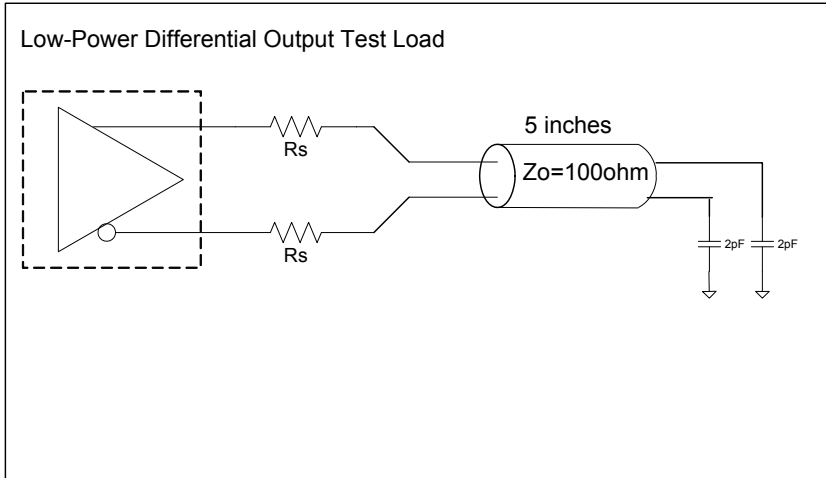 Low-Power Differential Output Test Load
5 inches
Rs
Zo=100ohm
Rs
2pF
2pF